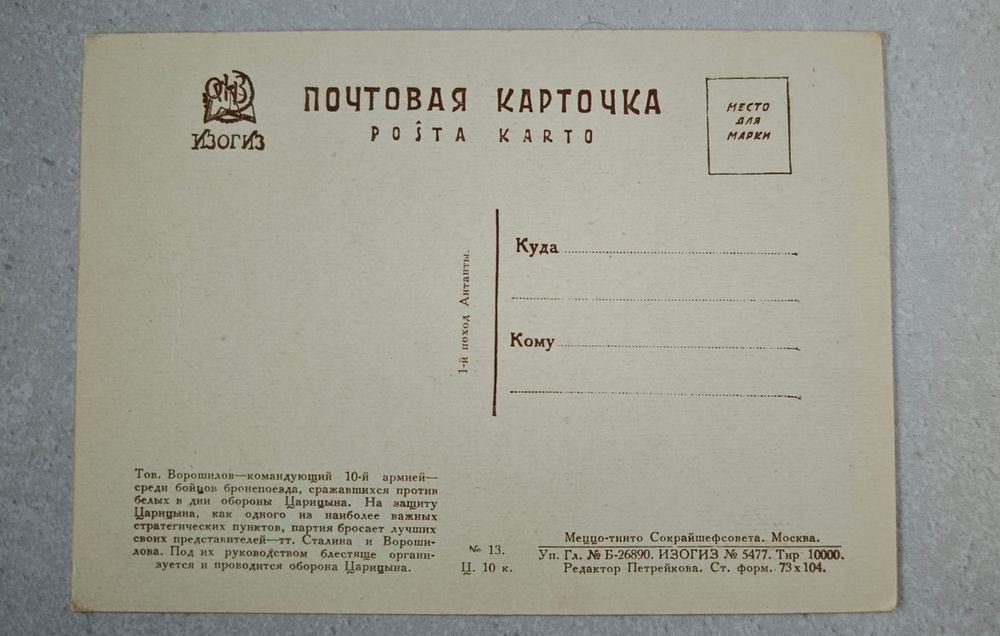 ИЗОГИЗ
ПОЧТОВАЯ КАРТОЧКА
POŜTA KARTO
МЕСТО
ДЛЯ
МАРКИ
1-й поход Антанты.
Куда
Кому
Тов. Ворошилов—командующий 10-й армией—
среди бойцов бронепоезда, сражавшихся против
белых в дни обороны Царицына. На защиту
Царицына, как одного из наиболее важных
стратегических пунктов, партия бросает лучших
своих представителей—тт. Сталина и Вороши-
лова. Под их руководством блестяще органи-
зуется и проводится оборона Царицына.
№ 13.
Ц. 10 к.
Меццо-тинто Сокрайшефсовета. Москва.
Уп. Гл. № Б-26890. ИЗОГИЗ № 5477. Тир 10000.
Редактор Петрейкова. Ст. форм. 73х104.